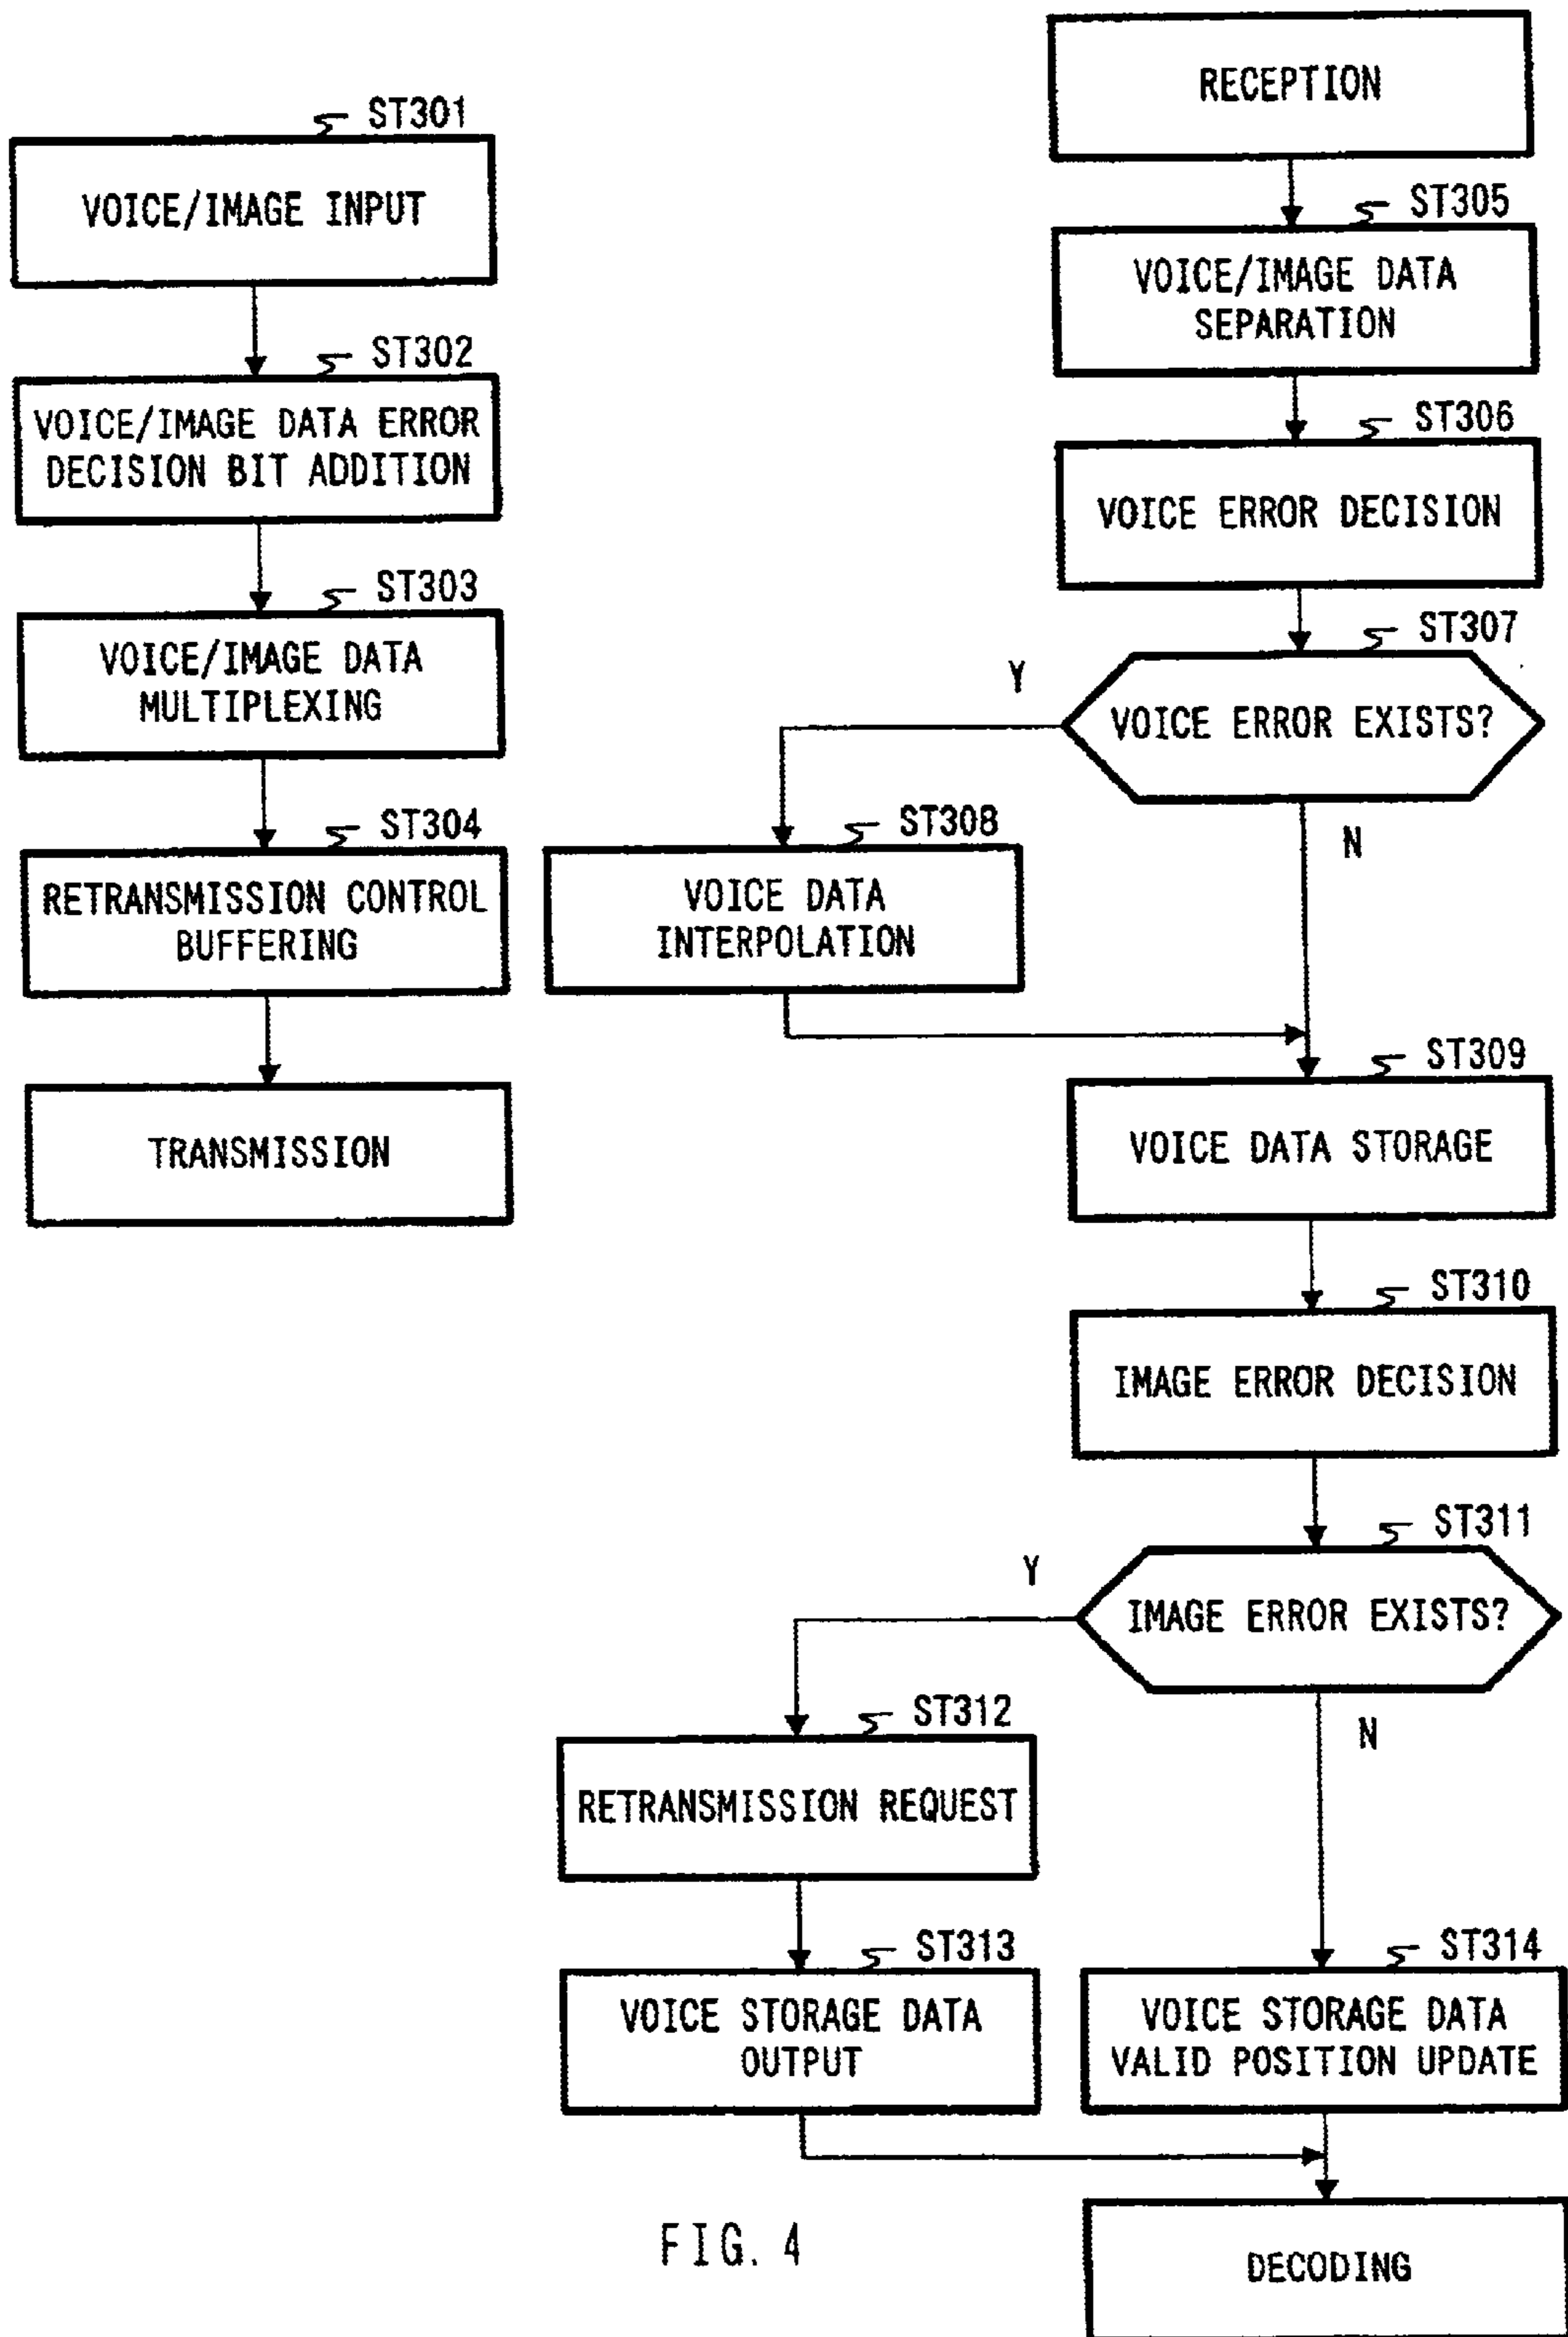 ST301
VOICE/IMAGE INPUT
ST302
VOICE/IMAGE DATA ERROR
DECISION BIT ADDITION
ST303
VOICE/IMAGE DATA
MULTIPLEXING
ST304
RETRANSMISSION CONTROL
BUFFERING
TRANSMISSION
RECEPTION
ST305
VOICE/IMAGE DATA
SEPARATION
ST306
VOICE ERROR DECISION
ST307
VOICE ERROR EXISTS?
Y
N
ST308
VOICE DATA
INTERPOLATION
ST309
VOICE DATA STORAGE
ST310
IMAGE ERROR DECISION
ST311
IMAGE ERROR EXISTS?
Y
N
ST312
RETRANSMISSION REQUEST
ST313
VOICE STORAGE DATA
OUTPUT
ST314
VOICE STORAGE DATA
VALID POSITION UPDATE
DECODING
FIG. 4